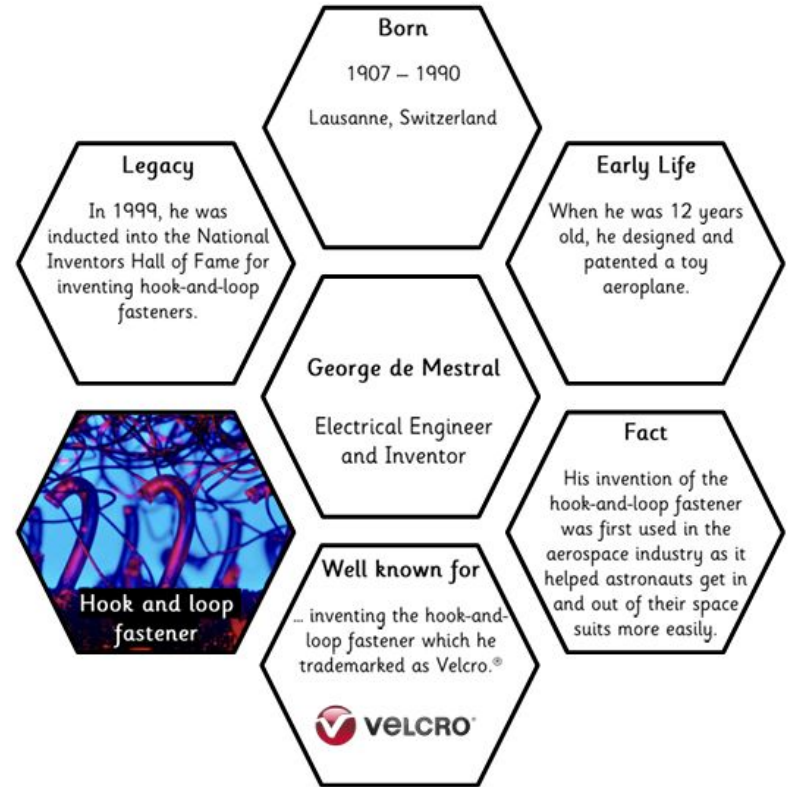 Born
1907 – 1990
Lausanne, Switzerland
Legacy
In 1999, he was
inducted into the National
Inventors Hall of Fame for
inventing hook-and-loop
fasteners.
Early Life
When he was 12 years
old, he designed and
patented a toy
aeroplane.
George de Mestral
Electrical Engineer
and Inventor
Hook and loop
fastener
Fact
His invention of the
hook-and-loop fastener
was first used in the
aerospace industry as it
helped astronauts get in
and out of their space
suits more easily.
Well known for
... inventing the hook-and-
loop fastener which he
trademarked as Velcro.®
VELCRO®